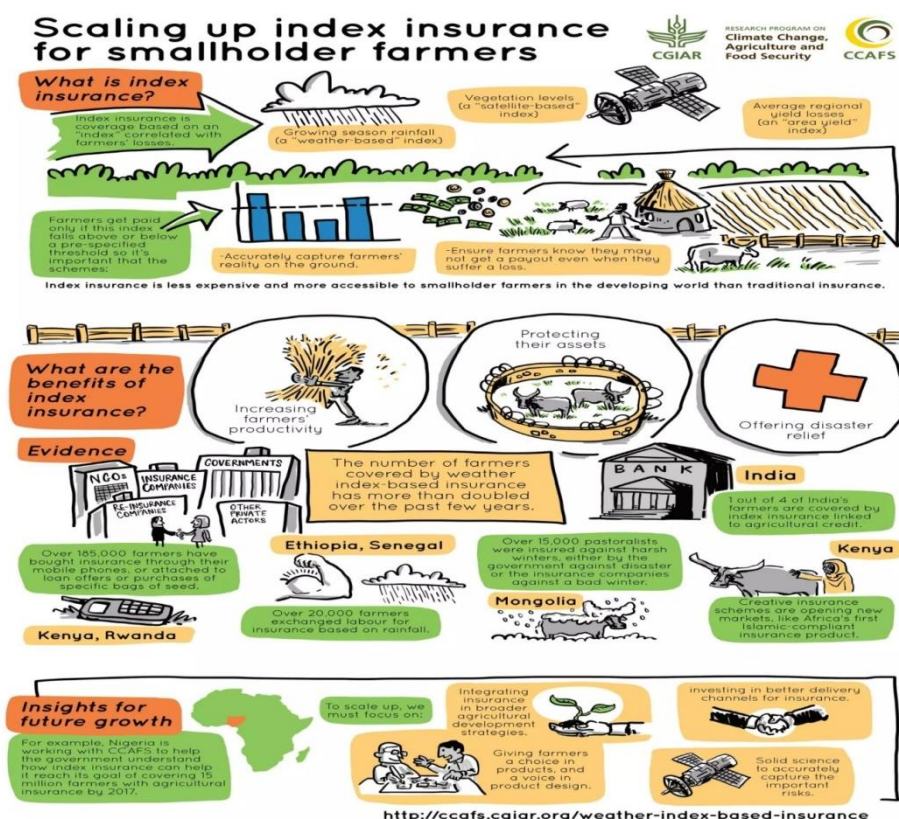 Scaling up index insurance
for smallholder farmers
CGIAR
RESEARCH PROGRAM ON
Climate Change,
Agriculture and
Food Security
CCAFS
What is index
insurance?
Index insurance is
coverage based on an
"index" correlated with
farmers' losses.
Growing season rainfall
(a "weather-based" index)
Vegetation levels
(a "satellite-based"
index)
Average regional
yield losses
(an "area yield"
index)
Farmers get paid
only if this index
falls above or below
a pre-specified
threshold so it's
important that the
schemes:
-Accurately capture farmers'
reality on the ground.
-Ensure farmers know they may
not get a payout even when they
suffer a loss.
Index insurance is less expensive and more accessible to smallholder farmers in the developing world than traditional insurance.
What are the
benefits of
index
insurance?
Increasing
farmers'
productivity
Protecting
their assets
Offering disaster
relief
Evidence
NGOs
INSURANCE
COMPANIES
GOVERNMENTS
RE-INSURANCE
COMPANIES
OTHER
PRIVATE
ACTORS
The number of farmers
covered by weather
index-based insurance
has more than doubled
over the past few years.
BANK
India
1 out of 4 of India's
farmers are covered by
index insurance linked
to agricultural credit.
Over 185,000 farmers have
bought insurance through their
mobile phones, or attached to
loan offers or purchases of
specific bags of seed.
Kenya, Rwanda
Ethiopia, Senegal
Over 20,000 farmers
exchanged labour for
insurance based on rainfall.
Over 15,000 pastoralists
were insured against harsh
winters, either by the
government against disaster
or the insurance companies
against a bad winter.
Mongolia
Kenya
Creative insurance
schemes are opening new
markets, like Africa's first
Islamic-compliant
insurance product.
Insights for
future growth
For example, Nigeria is
working with CCAFS to help
the government understand
how index insurance can help
it reach its goal of covering 15
million farmers with agricultural
insurance by 2017.
To scale up, we
must focus on:
Integrating
insurance
in broader
agricultural
development
strategies.
Giving farmers
a choice in
products, and
a voice in
product design.
investing in better delivery
channels for insurance.
Solid science
to accurately
capture the
important
risks.
http://ccafs.cgiar.org/weather-index-based-insurance